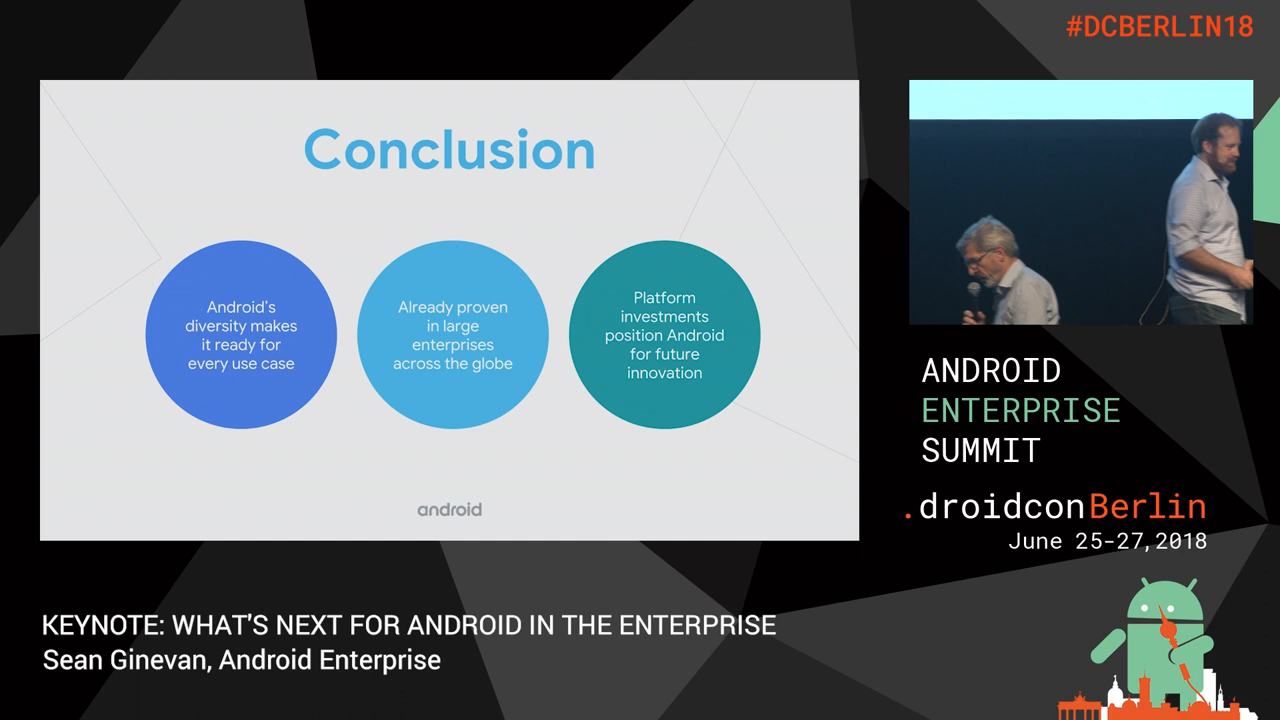 #DCBERLIN18
Conclusion
Android's
diversity makes
it ready for
every use case
Already proven
in large
enterprises
across the globe
Platform
investments
position Android
for future
innovation
android
ANDROID
ENTERPRISE
SUMMIT
.droidconBerlin
June 25-27, 2018
KEYNOTE: WHAT'S NEXT FOR ANDROID IN THE ENTERPRISE
Sean Ginevan, Android Enterprise